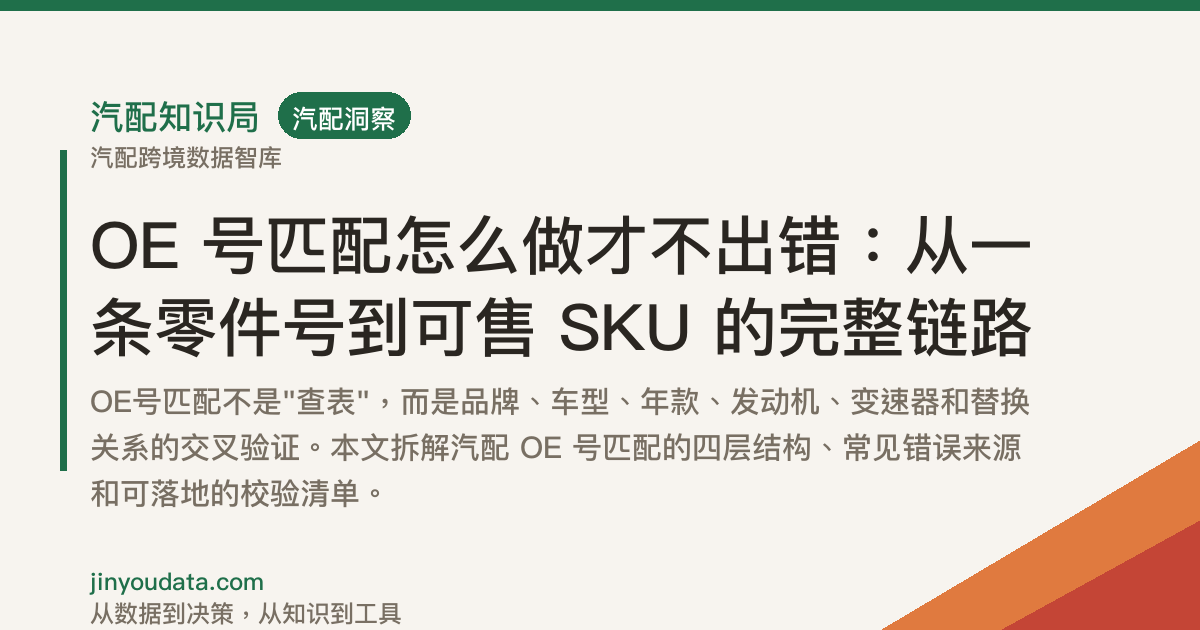 汽配知识局 汽配洞察
汽配跨境数据智库
OE 号匹配怎么做才不出错：从一
条零件号到可售 SKU 的完整链路
OE号匹配不是"查表"，而是品牌、车型、年款、发动机、变速器和替换
关系的交叉验证。本文拆解汽配 OE 号匹配的四层结构、常见错误来源
和可落地的校验清单。
jinyoudata.com
从数据到决策，从知识到工具